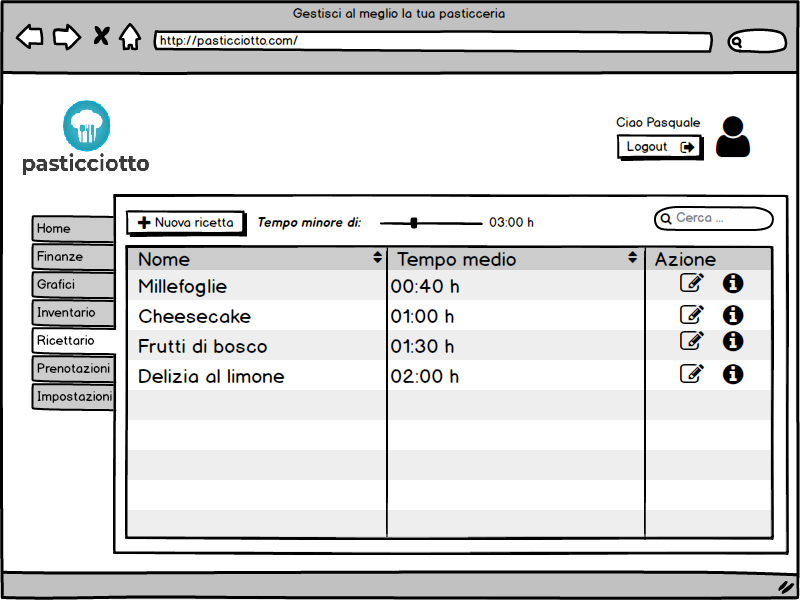 Gestisci al meglio la tua pasticceria
http://pasticciotto.com/
pasticciotto
Ciao Pasquale
Logout
Home
Finanze
Grafici
Inventario
Ricettario
Prenotazioni
Impostazioni
Nuova ricetta Tempo minore di: 03:00 h Cerca ...
Nome Tempo medio Azione
Millefoglie 00:40 h
Cheesecake 01:00 h
Frutti di bosco 01:30 h
Delizia al limone 02:00 h